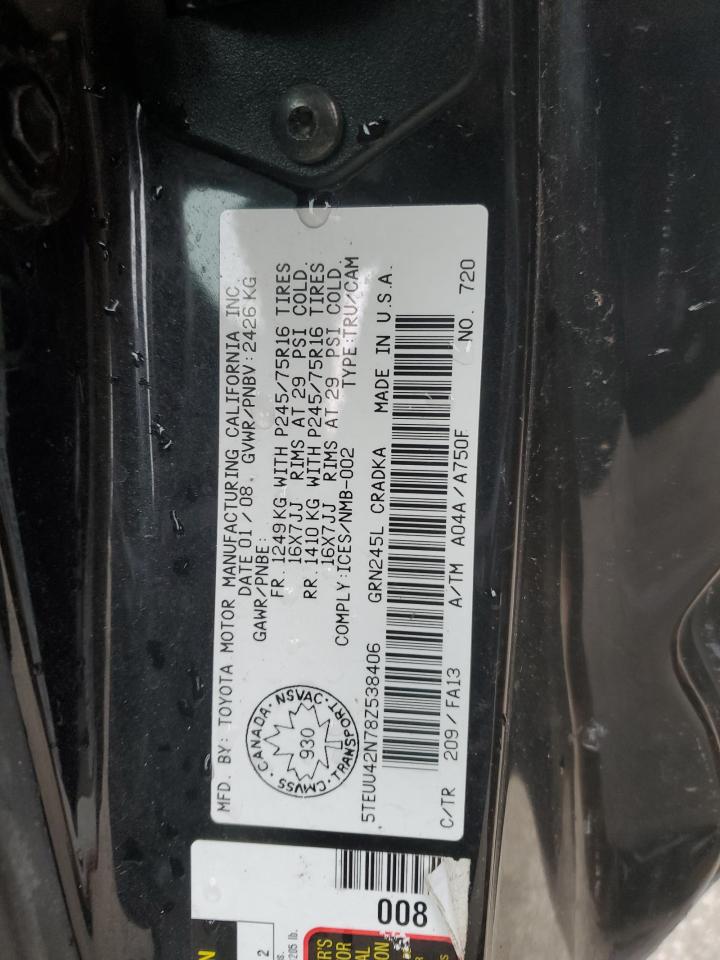 MFD. BY: TOYOTA MOTOR MANUFACTURING CALIFORNIA INC.
DATE 01/08. GVWR/PNBV: 2426 KG
GAWR/PNBE:
FR. 1249 KG WITH P245/75R16 TIRES
16X7JJ RIMS AT 29 PSI COLD.
RR. 1410 KG WITH P245/75R16 TIRES
16X7JJ RIMS AT 29 PSI COLD.
COMPLY: ICES/NMB-002 TYPE: TRU/CAM
CANADA · NSVAC · TRANSPORT · CMVSS
930
5TEUU42N78Z538406 GRN245L CRADKA MADE IN U.S.A.
C/TR 209/FA13 A/TM A04A/A750F NO. 720
008